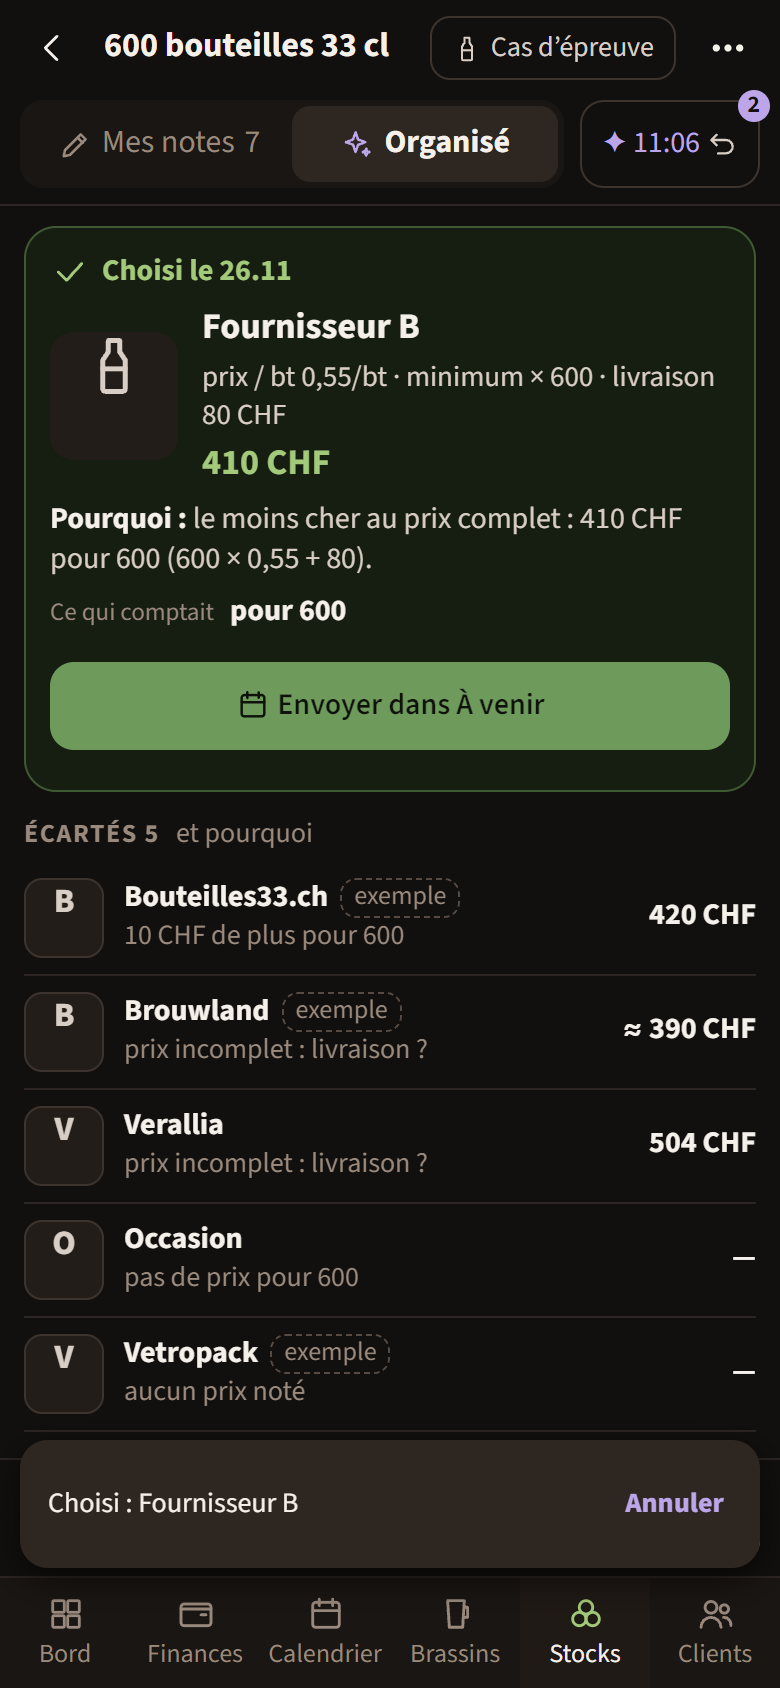 600 bouteilles 33 cl
Cas d’épreuve
Mes notes 7
Organisé
11:06
2
Choisi le 26.11
Fournisseur B
prix / bt 0,55/bt · minimum × 600 · livraison
80 CHF
410 CHF
Pourquoi : le moins cher au prix complet : 410 CHF
pour 600 (600 × 0,55 + 80).
Ce qui comptait pour 600
Envoyer dans À venir
ÉCARTÉS 5 et pourquoi
B
Bouteilles33.ch exemple
10 CHF de plus pour 600
420 CHF
B
Brouwland exemple
prix incomplet : livraison ?
≈ 390 CHF
V
Verallia
prix incomplet : livraison ?
504 CHF
O
Occasion
pas de prix pour 600
—
V
Vetropack exemple
aucun prix noté
—
Choisi : Fournisseur B
Annuler
Bord
Finances
Calendrier
Brassins
Stocks
Clients